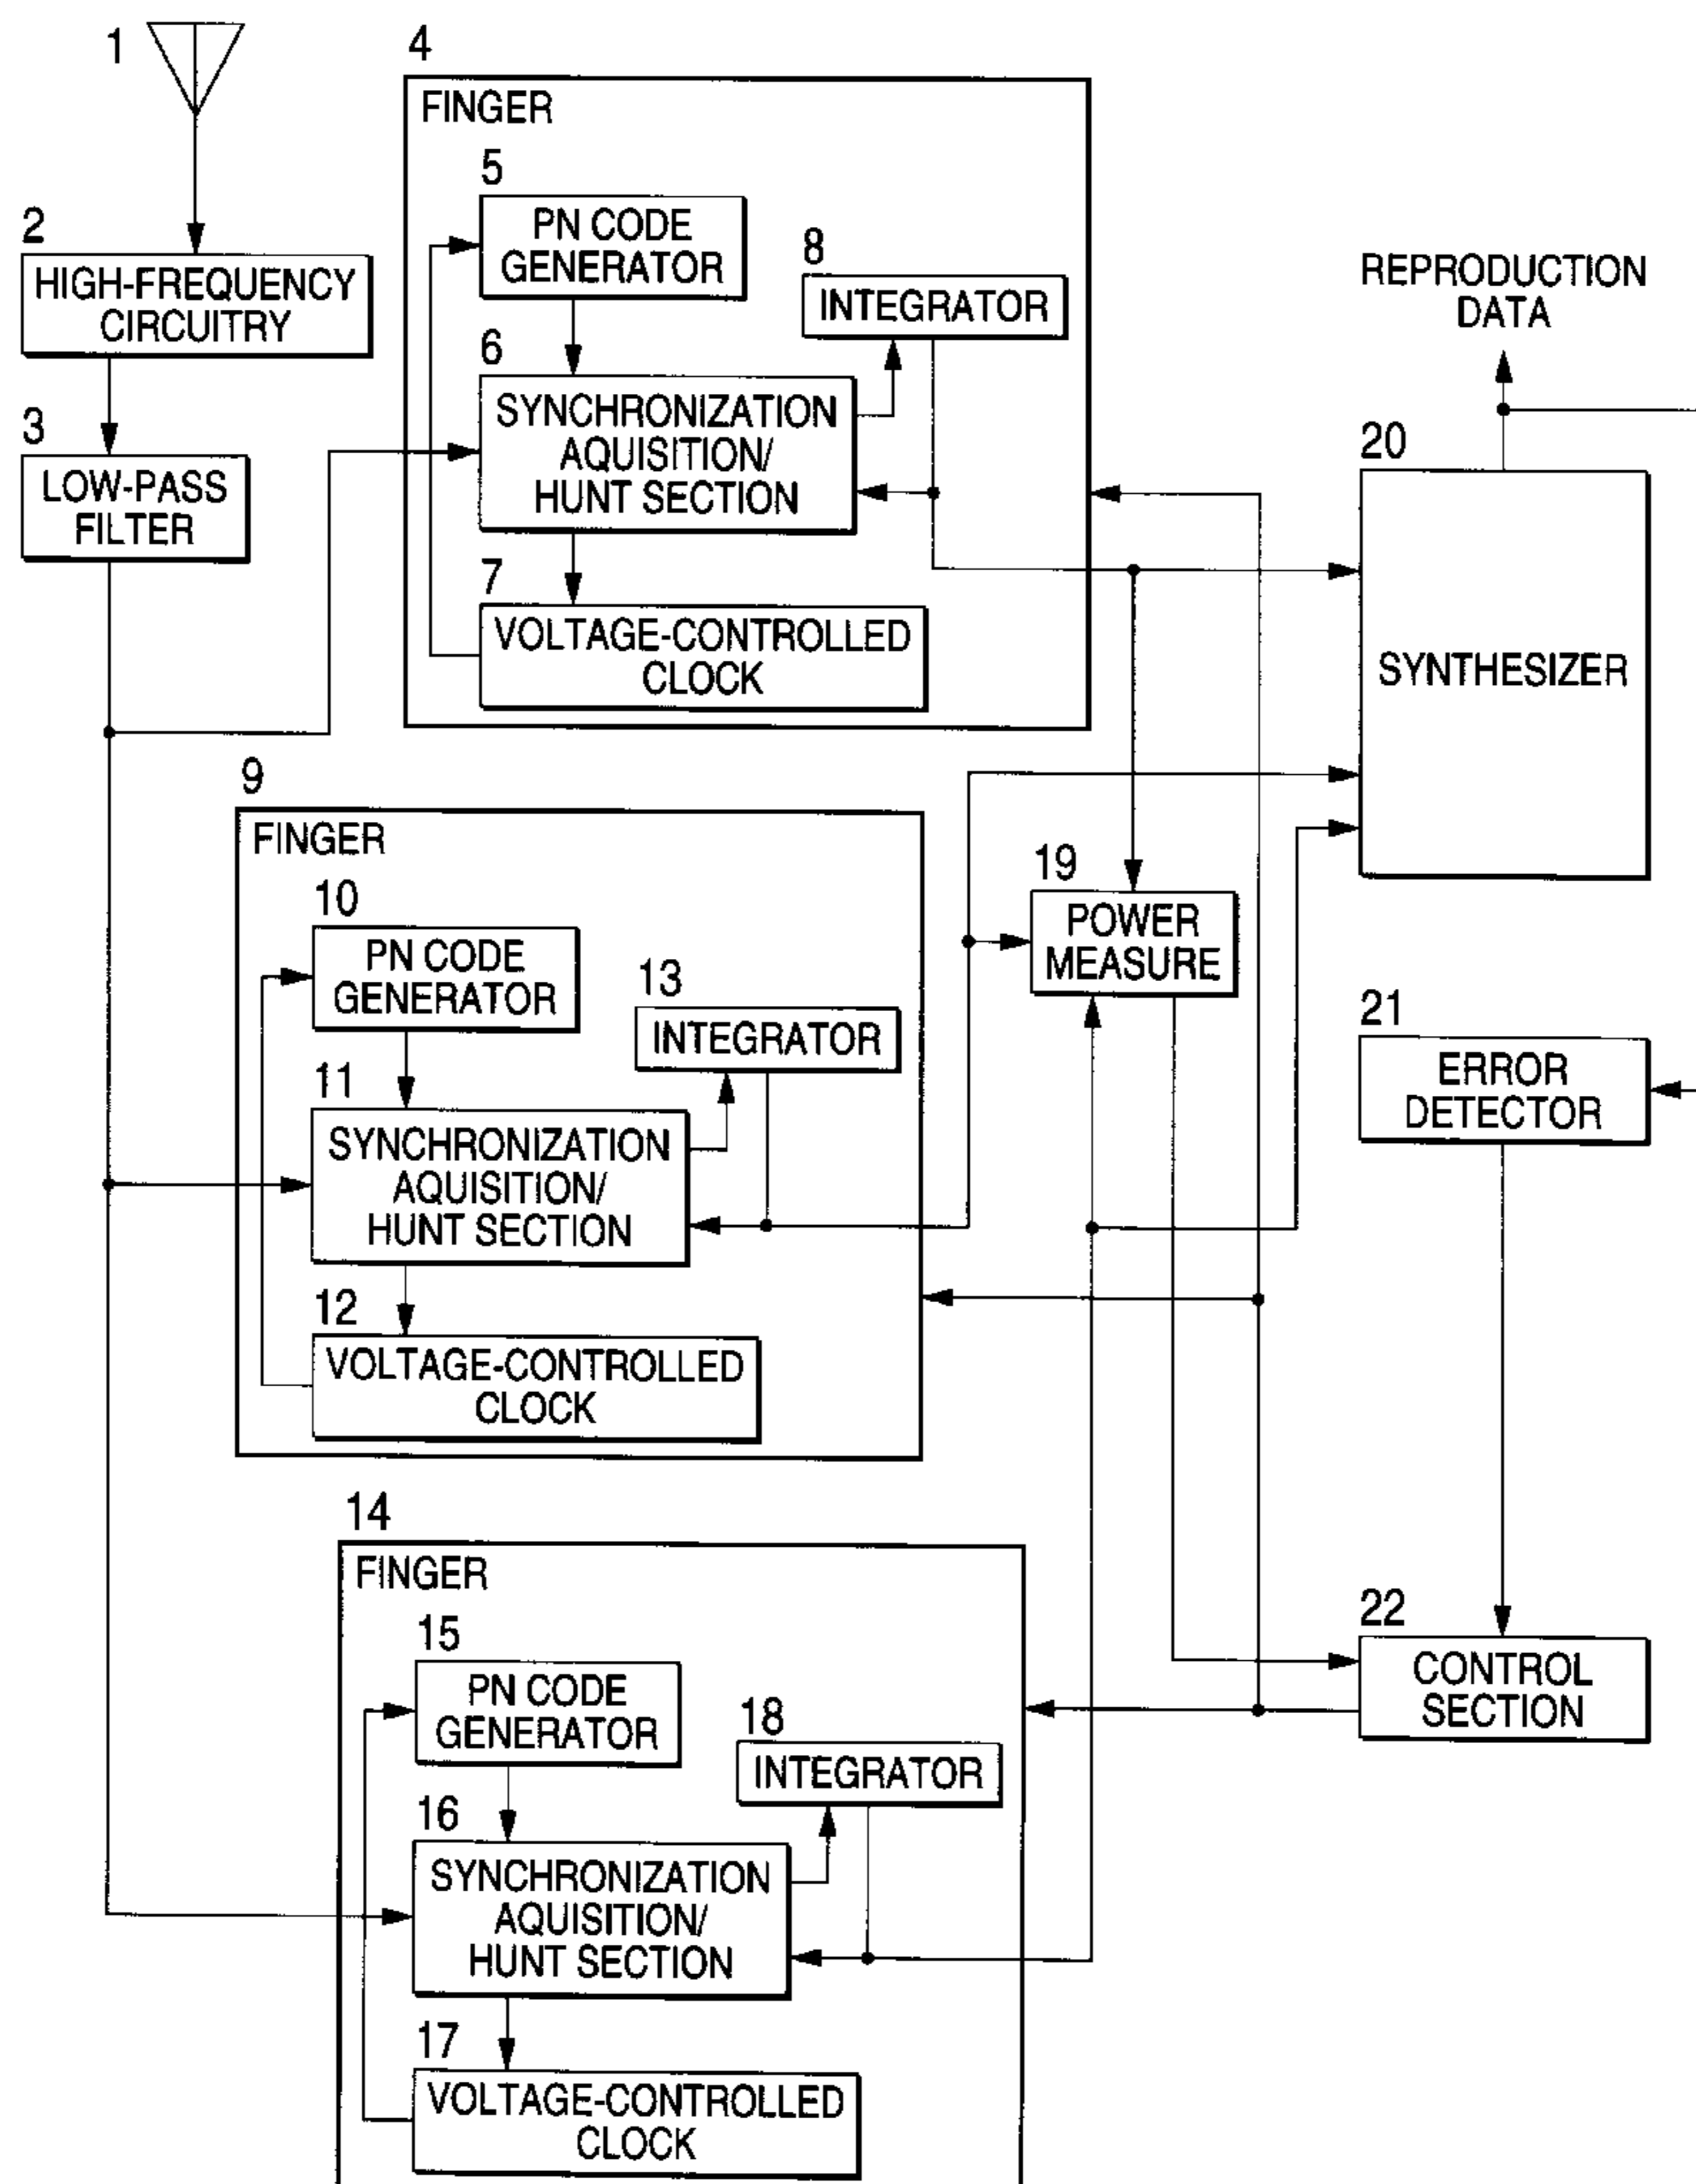 1
2
HIGH-FREQUENCY
CIRCUITRY
3
LOW-PASS
FILTER
4
FINGER
5
PN CODE
GENERATOR
6
SYNCHRONIZATION
AQUISITION/
HUNT SECTION
7
VOLTAGE-CONTROLLED
CLOCK
8
INTEGRATOR
9
FINGER
10
PN CODE
GENERATOR
11
SYNCHRONIZATION
AQUISITION/
HUNT SECTION
12
VOLTAGE-CONTROLLED
CLOCK
13
INTEGRATOR
14
FINGER
15
PN CODE
GENERATOR
16
SYNCHRONIZATION
AQUISITION/
HUNT SECTION
17
VOLTAGE-CONTROLLED
CLOCK
18
INTEGRATOR
19
POWER
MEASURE
REPRODUCTION
DATA
20
SYNTHESIZER
21
ERROR
DETECTOR
22
CONTROL
SECTION